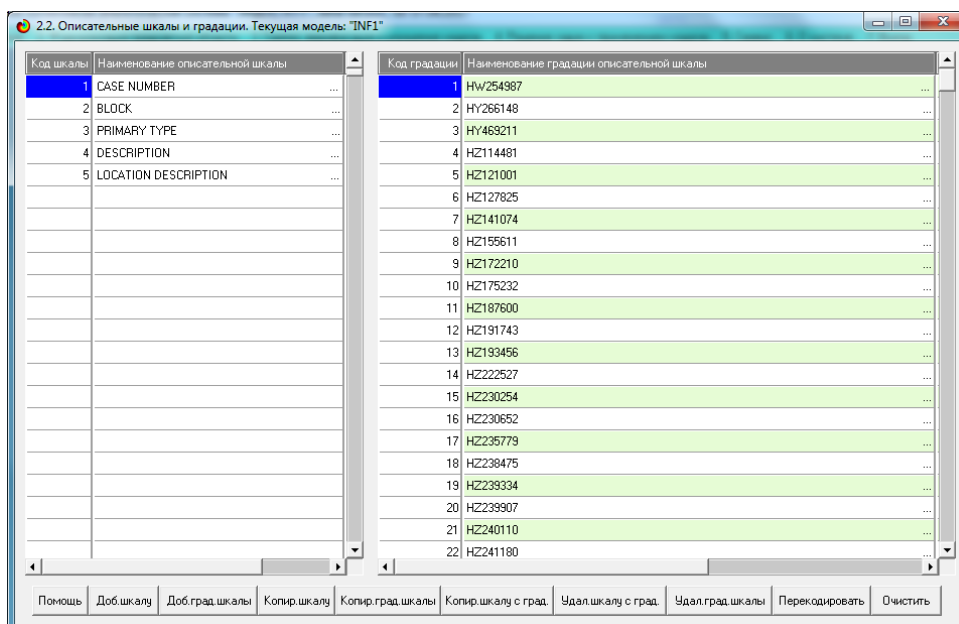 2.2. Описательные шкалы и градации. Текущая модель: "INF1"
Код шкалы Наименование описательной шкалы
1 CASE NUMBER ...
2 BLOCK ...
3 PRIMARY TYPE ...
4 DESCRIPTION ...
5 LOCATION DESCRIPTION ...
Код градации Наименование градации описательной шкалы
1 HW254987 ...
2 HY266148 ...
3 HY469211 ...
4 HZ114481 ...
5 HZ121001 ...
6 HZ127825 ...
7 HZ141074 ...
8 HZ155611 ...
9 HZ172210 ...
10 HZ175232 ...
11 HZ187600 ...
12 HZ191743 ...
13 HZ193456 ...
14 HZ222527 ...
15 HZ230254 ...
16 HZ230652 ...
17 HZ235779 ...
18 HZ238475 ...
19 HZ239334 ...
20 HZ239907 ...
21 HZ240110 ...
22 HZ241180 ...
Помощь Доб.шкалу Доб.град.шкалы Копир.шкалу Копир.град.шкалы Копир.шкалу с град. Удал.шкалу с град. Удал.град.шкалы Перекодировать Очистить